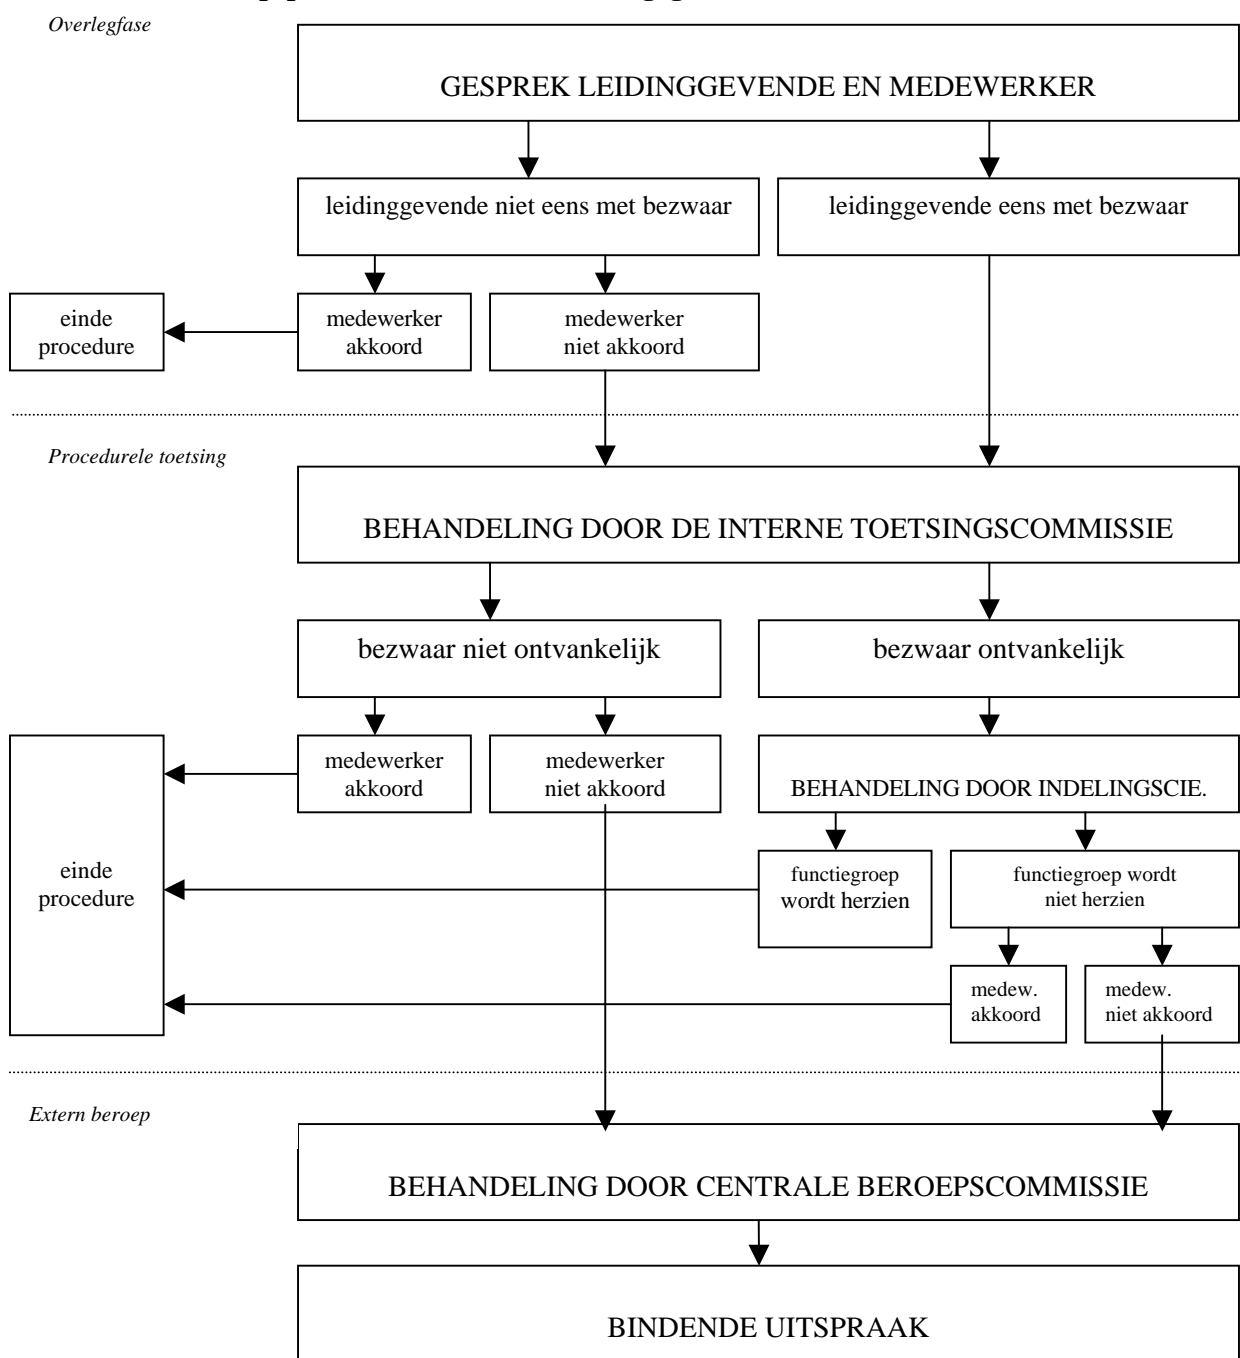 Overlegfase
GESPREK LEIDINGGEVENDE EN MEDEWERKER
leidinggevende niet eens met bezwaar
leidinggevende eens met bezwaar
einde
procedure
medewerker
akkoord
medewerker
niet akkoord
Procedurele toetsing
BEHANDELING DOOR DE INTERNE TOETSINGSCOMMISSIE
bezwaar niet ontvankelijk
bezwaar ontvankelijk
einde
procedure
medewerker
akkoord
medewerker
niet akkoord
BEHANDELING DOOR INDELINGSCIE.
functiegroep
wordt herzien
functiegroep wordt
niet herzien
medew.
akkoord
medew.
niet akkoord
Extern beroep
BEHANDELING DOOR CENTRALE BEROEPSCOMMISSIE
BINDENDE UITSPRAAK